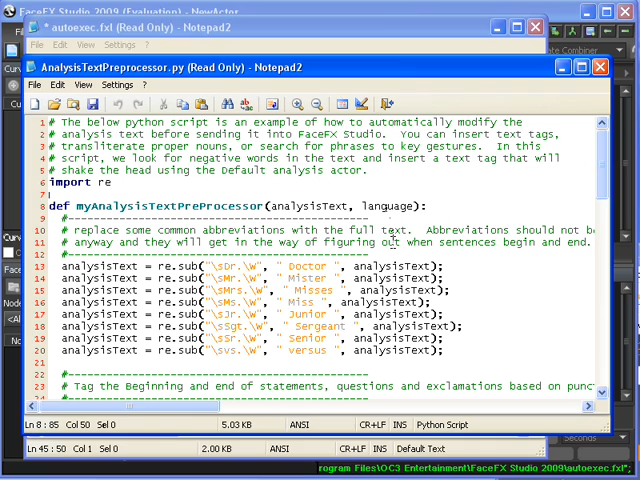 FaceFX Studio 2009 (Evaluation) - NewActor
* autoexec.fxl (Read Only) - Notepad2
File Edit View Settings ?
AnalysisTextPreprocessor.py (Read Only) - Notepad2
File Edit View Settings ?
1 # The below python script is an example of how to automatically modify the
2 # analysis text before sending it into FaceFX Studio.  You can insert text tags,
3 # transliterate proper nouns, or search for phrases to key gestures.  In this
4 # script, we look for negative words in the text and insert a text tag that will
5 # shake the head using the Default analysis actor.
6 import re
7
8 def myAnalysisTextPreProcessor(analysisText, language):
9 #--------------------------------------------------
10 # replace some common abbreviations with the full text.  Abbreviations should not be
11 # anyway and they will get in the way of figuring out when sentences begin and end.
12 #--------------------------------------------------
13 analysisText = re.sub("\sDr.\W", " Doctor ", analysisText);
14 analysisText = re.sub("\sMr.\W", " Mister ", analysisText);
15 analysisText = re.sub("\sMrs.\W", " Misses ", analysisText);
16 analysisText = re.sub("\sMs.\W", " Miss ", analysisText);
17 analysisText = re.sub("\sJr.\W", " Junior ", analysisText);
18 analysisText = re.sub("\sSgt.\W", " Sergeant ", analysisText);
19 analysisText = re.sub("\sSr.\W", " Senior ", analysisText);
20 analysisText = re.sub("\svs.\W", " versus ", analysisText);
21
22 #--------------------------------------------------
23 # Tag the Beginning and end of statements, questions and exclamations based on punc
24 #--------------------------------------------------
Ln 8 : 85 Col 50 Sel 0 5.03 KB ANSI CR+LF INS Python Script
Ln 45 : 50 Col 1 Sel 0 2.00 KB ANSI CR+LF INS Default Text
rogram Files\OC3 Entertainment\FaceFX Studio 2009\autoexec.fxl";